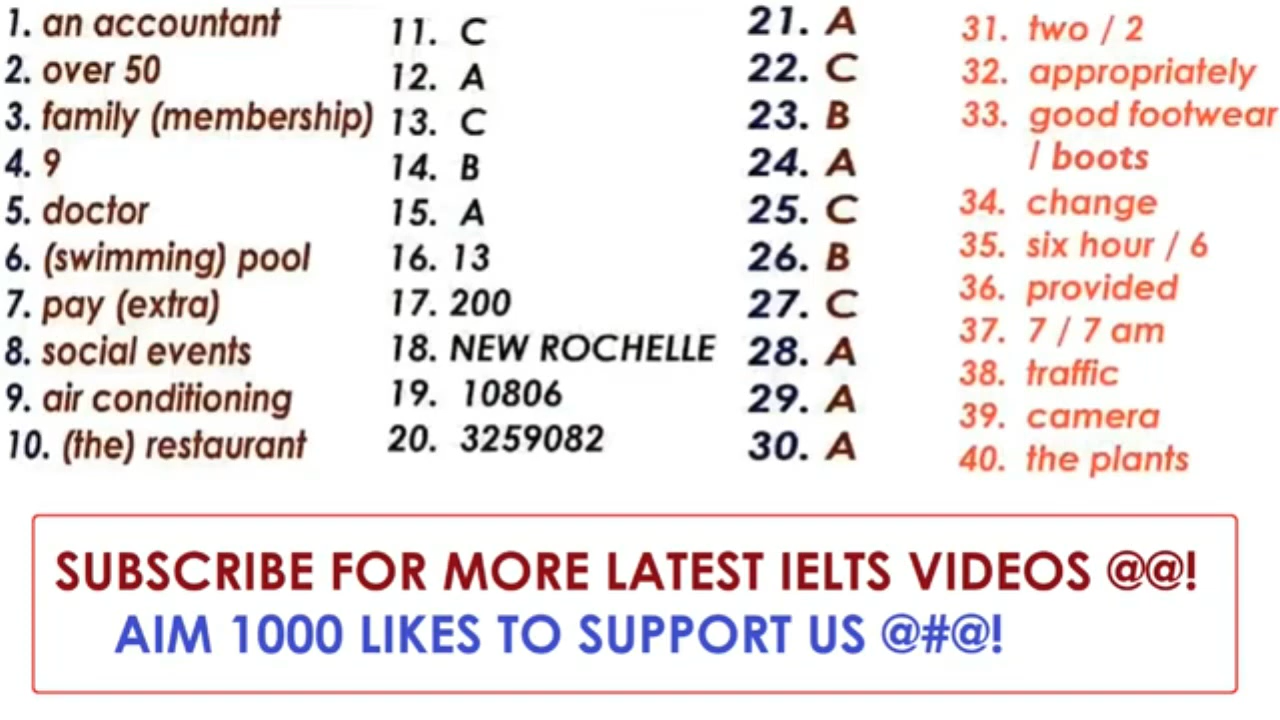 1. an accountant
2. over 50
3. family (membership)
4. 9
5. doctor
6. (swimming) pool
7. pay (extra)
8. social events
9. air conditioning
10. (the) restaurant
11. C
12. A
13. C
14. B
15. A
16. 13
17. 200
18. NEW ROCHELLE
19. 10806
20. 3259082
21. A
22. C
23. B
24. A
25. C
26. B
27. C
28. A
29. A
30. A
31. two / 2
32. appropriately
33. good footwear
/ boots
34. change
35. six hour / 6
36. provided
37. 7 / 7 am
38. traffic
39. camera
40. the plants
SUBSCRIBE FOR MORE LATEST IELTS VIDEOS @@!
AIM 1000 LIKES TO SUPPORT US @#@!